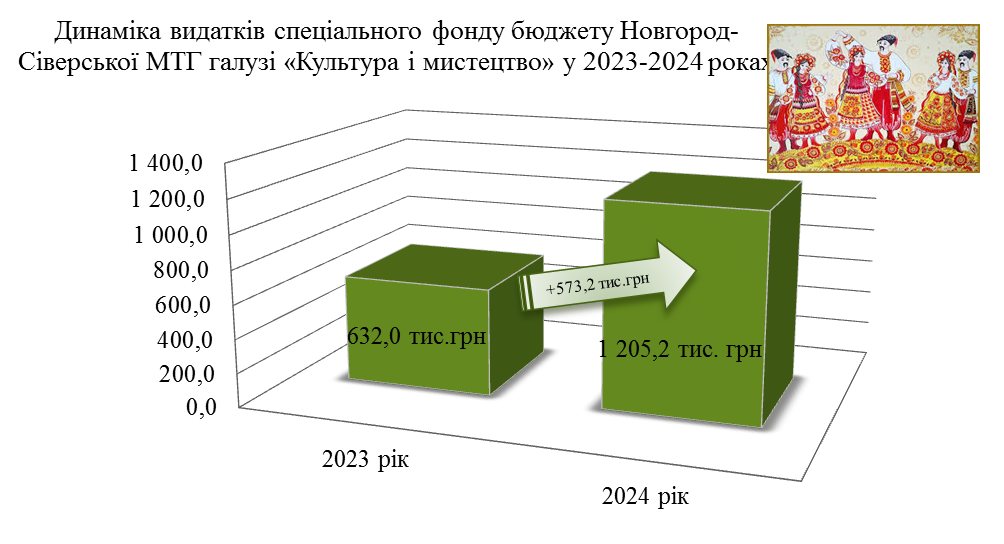 Динаміка видатків спеціального фонду бюджету Новгород-
Сіверської МТГ галузі «Культура і мистецтво» у 2023-2024 роках
1 400,0
1 200,0
1 000,0
800,0
600,0
400,0
200,0
0,0
+573,2 тис.грн
632,0 тис.грн
1 205,2 тис. грн
2023 рік
2024 рік